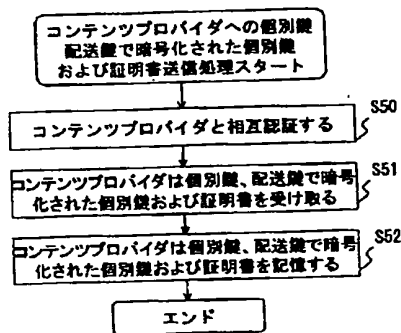 コンテンツプロバイダへの個別鍵
配送鍵で暗号化された個別鍵
および証明書送信処理スタート
S50
コンテンツプロバイダと相互認証する
S51
コンテンツプロバイダは個別鍵、配送鍵で暗号
化された個別鍵および証明書を受け取る
S52
コンテンツプロバイダは個別鍵、配送鍵で暗号
化された個別鍵および証明書を記憶する
エンド